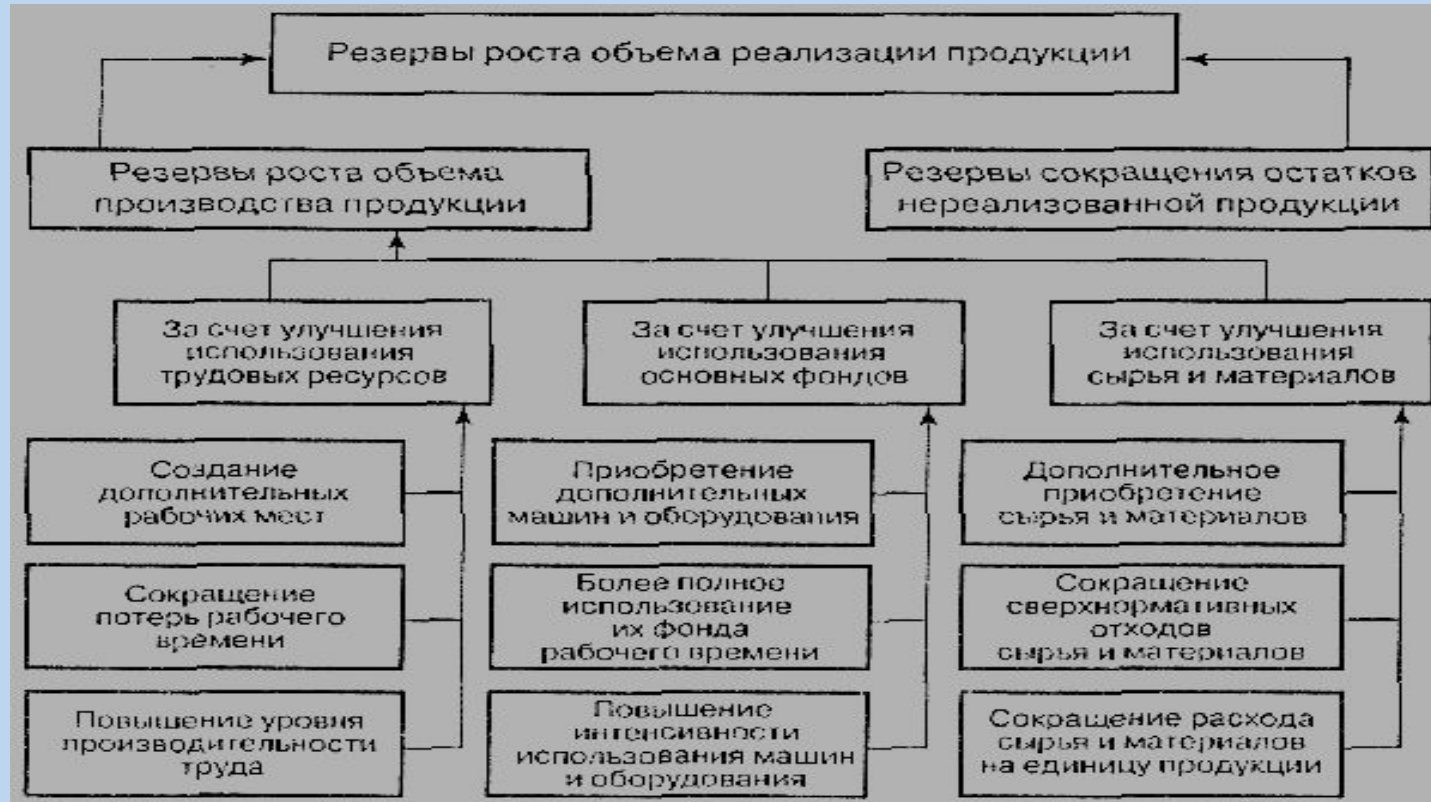 Резервы роста объема реализации продукции
Резервы роста объема
производства продукции
Резервы сокращения остатков
нереализованной продукции
За счет улучшения
использования
трудовых ресурсов
За счет улучшения
использования
основных фондов
За счет улучшения
использования
сырья и материалов
Создание
дополнительных
рабочих мест
Приобретение
дополнительных
машин и оборудования
Дополнительное
приобретение
сырья и материалов
Сокращение
потерь рабочего
времени
Более полное
использование
их фонда
рабочего времени
Сокращение
сверхнормативных
отходов
сырья и материалов
Повышение уровня
производительности
труда
Повышение
интенсивности
использования машин
и оборудования
Сокращение расхода
сырья и материалов
на единицу продукции